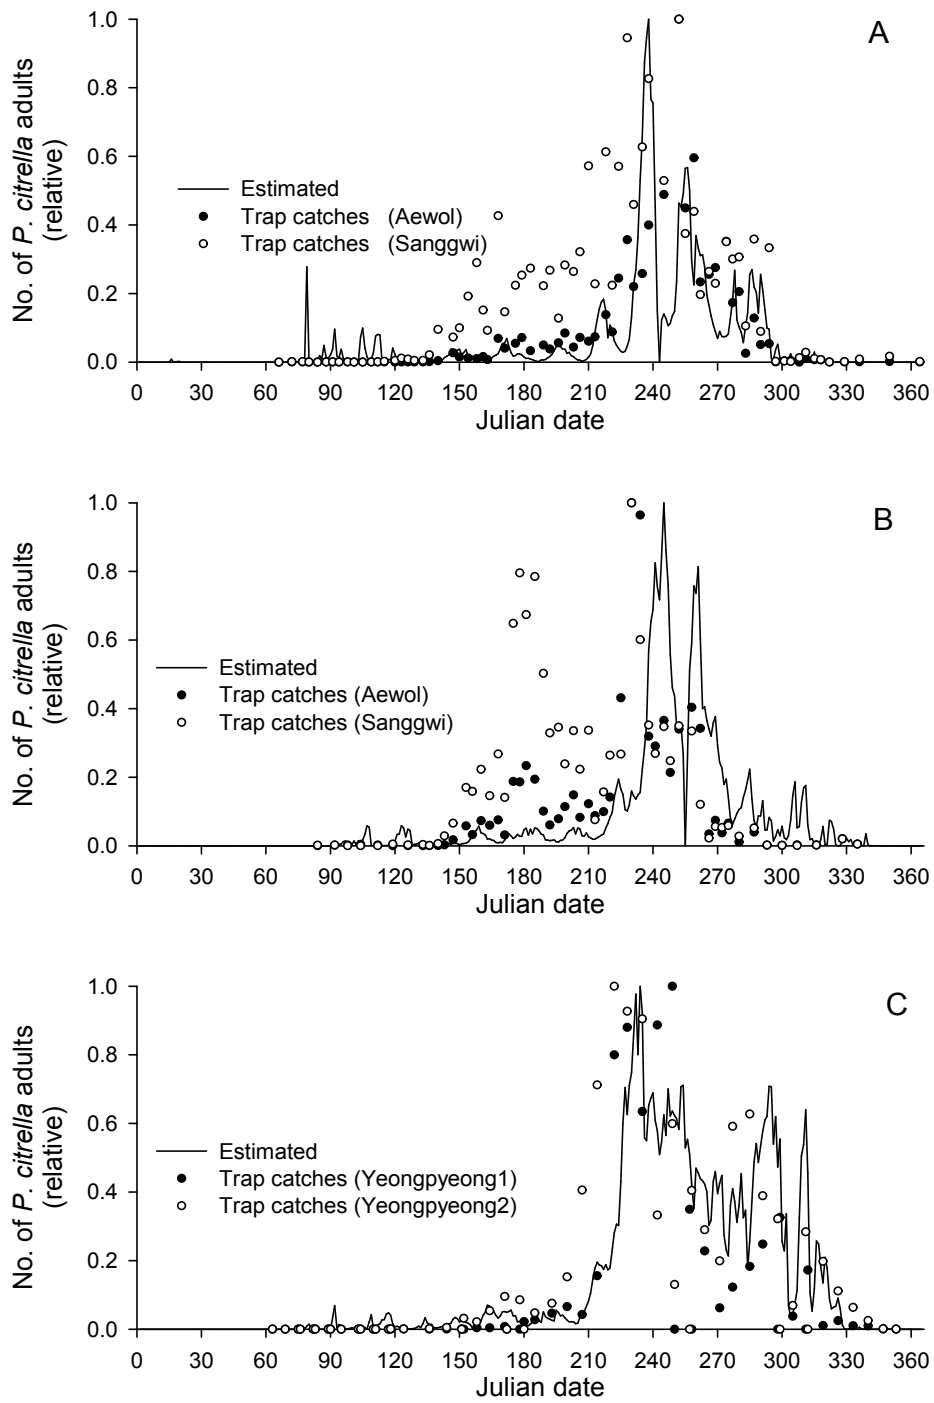 A
No. of P. citrella adults
(relative)
1.0
0.8
0.6
0.4
0.2
0.0
Estimated
Trap catches (Aewol)
Trap catches (Sanggwi)
0 30 60 90 120 150 180 210 240 270 300 330 360
Julian date
B
No. of P. citrella adults
(relative)
1.0
0.8
0.6
0.4
0.2
0.0
Estimated
Trap catches (Aewol)
Trap catches (Sanggwi)
0 30 60 90 120 150 180 210 240 270 300 330 360
Julian date
C
No. of P. citrella adults
(relative)
1.0
0.8
0.6
0.4
0.2
0.0
Estimated
Trap catches (Yeongpyeong1)
Trap catches (Yeongpyeong2)
0 30 60 90 120 150 180 210 240 270 300 330 360
Julian date